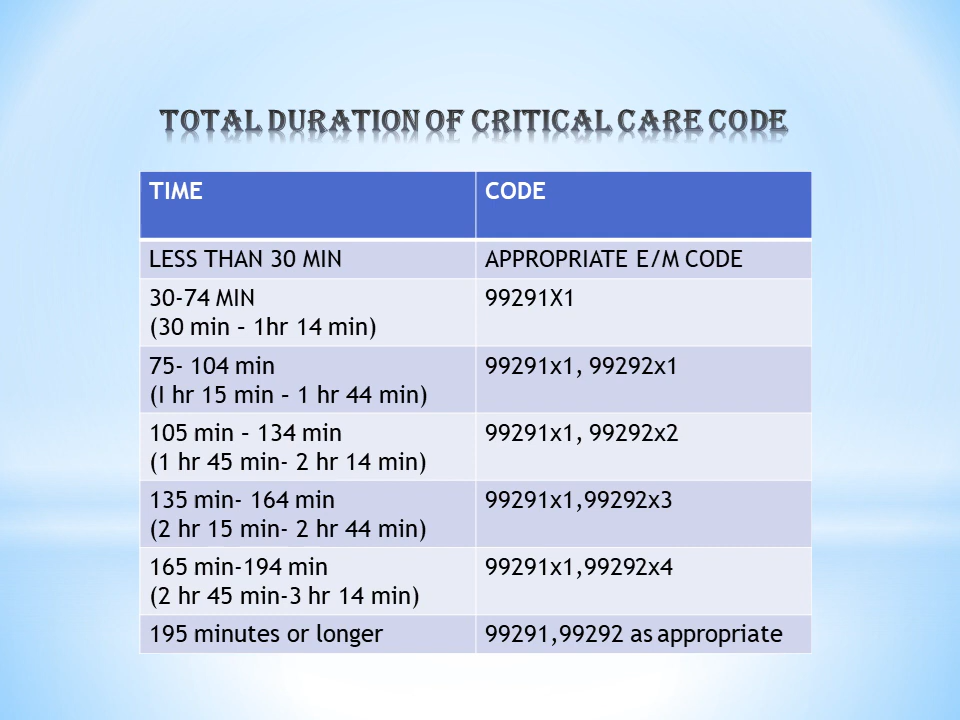 TOTAL DURATION OF CRITICAL CARE CODE
TIME
CODE
LESS THAN 30 MIN
APPROPRIATE E/M CODE
30-74 MIN
(30 min – 1hr 14 min)
99291X1
75- 104 min
(I hr 15 min – 1 hr 44 min)
99291x1, 99292x1
105 min – 134 min
(1 hr 45 min- 2 hr 14 min)
99291x1, 99292x2
135 min- 164 min
(2 hr 15 min- 2 hr 44 min)
99291x1,99292x3
165 min-194 min
(2 hr 45 min-3 hr 14 min)
99291x1,99292x4
195 minutes or longer
99291,99292 as appropriate